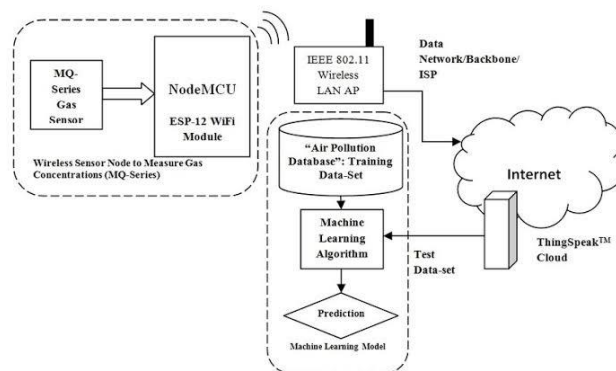 MQ-
Series
Gas
Sensor
NodeMCU
ESP-12 WiFi
Module
Wireless Sensor Node to Measure Gas
Concentrations (MQ-Series)
IEEE 802.11
Wireless
LAN AP
Data
Network/Backbone/
ISP
"Air Pollution
Database": Training
Data-Set
Machine
Learning
Algorithm
Prediction
Machine Learning Model
Internet
ThingSpeak™
Cloud
Test
Data-set